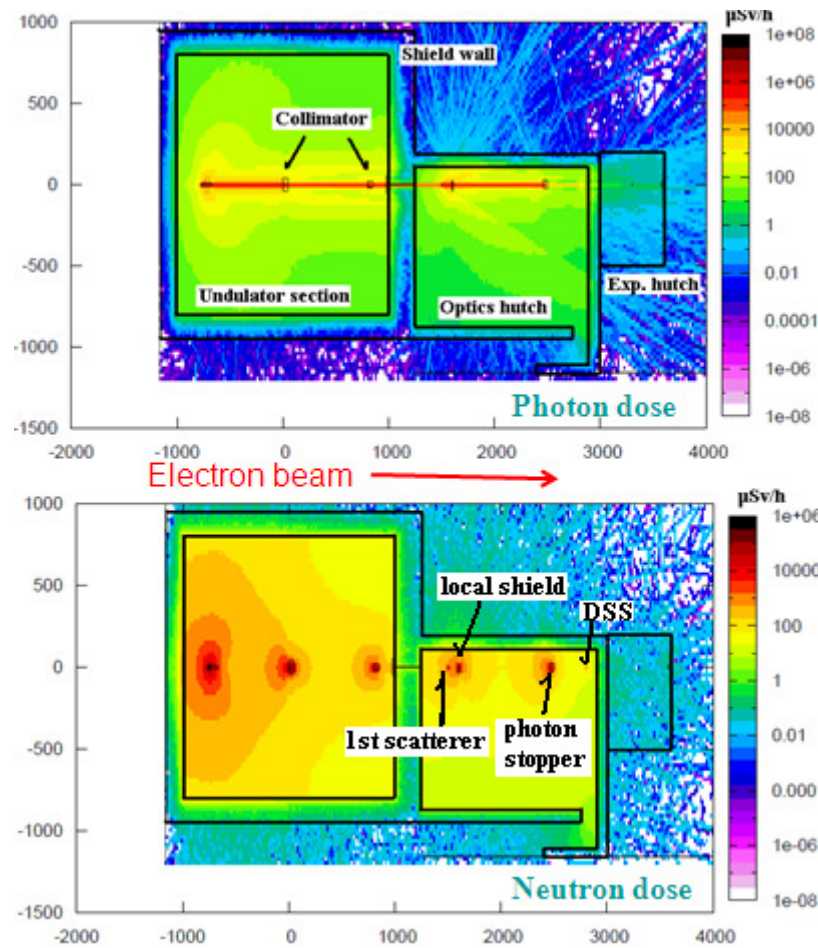 µSv/h
1000
500
0
-500
-1000
-1500
Shield wall
Collimator
Undulator section
Optics hutch
Exp. hutch
Photon dose
1e+08
1e+06
10000
100
1
0.01
0.0001
1e-06
1e-08
-2000
-1000
0
1000
2000
3000
4000
Electron beam
µSv/h
1000
500
0
-500
-1000
-1500
local shield
DSS
1st scatterer
photon
stopper
Neutron dose
1e+06
10000
100
1
0.01
0.0001
1e-06
1e-08
-2000
-1000
0
1000
2000
3000
4000